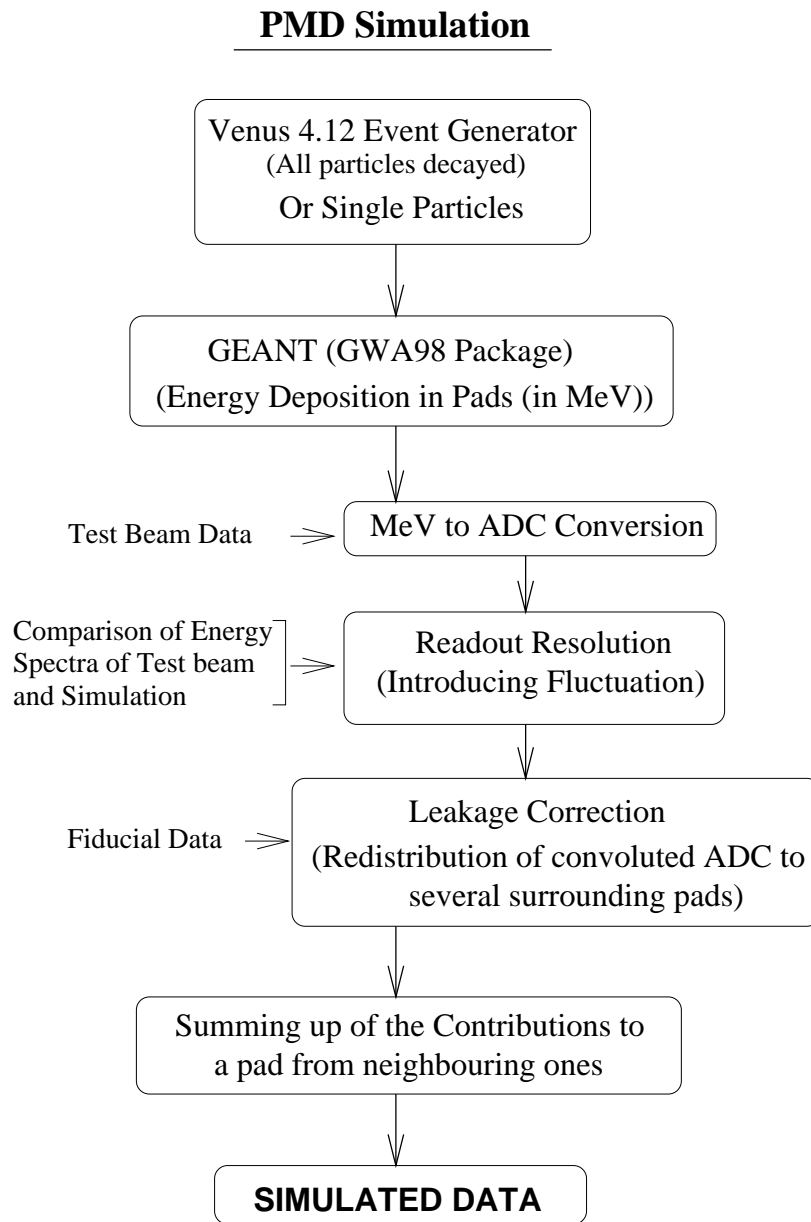 PMD Simulation
Venus 4.12 Event Generator
(All particles decayed)
Or Single Particles
GEANT (GWA98 Package)
(Energy Deposition in Pads (in MeV))
Test Beam Data
MeV to ADC Conversion
Comparison of Energy
Spectra of Test beam
and Simulation
Readout Resolution
(Introducing Fluctuation)
Fiducial Data
Leakage Correction
(Redistribution of convoluted ADC to
several surrounding pads)
Summing up of the Contributions to
a pad from neighbouring ones
SIMULATED DATA